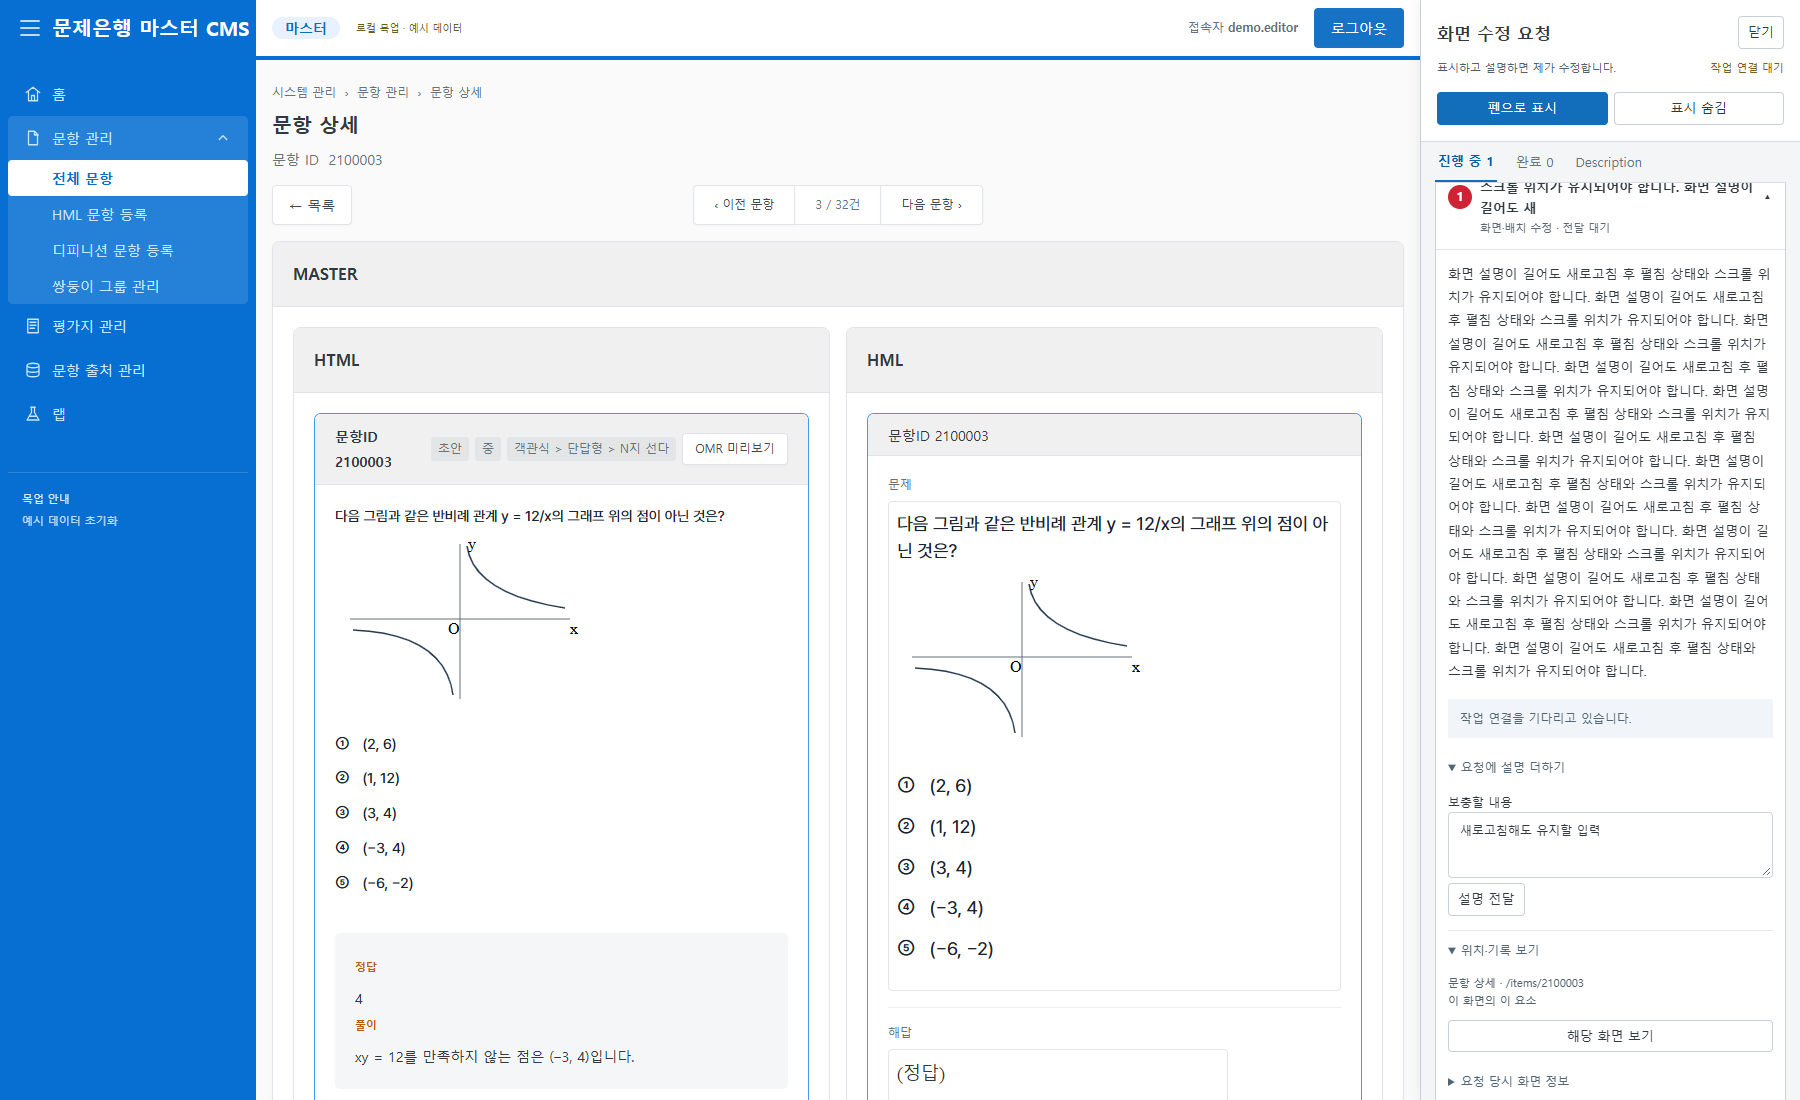 문제은행 마스터 CMS
홈
문항 관리
전체 문항
HML 문항 등록
디피니션 문항 등록
쌍둥이 그룹 관리
평가지 관리
문항 출처 관리
랩
목업 안내
예시 데이터 초기화
마스터
로컬 목업 · 예시 데이터
접속자 demo.editor
로그아웃
시스템 관리 › 문항 관리 › 문항 상세
문항 상세
문항 ID 2100003
← 목록
‹ 이전 문항
3 / 32건
다음 문항 ›
MASTER
HTML
문항ID
2100003
초안
중
객관식 > 단답형 > N지 선다
OMR 미리보기
다음 그림과 같은 반비례 관계 y = 12/x의 그래프 위의 점이 아닌 것은?
y
O
x
① (2, 6)
② (1, 12)
③ (3, 4)
④ (−3, 4)
⑤ (−6, −2)
정답
4
풀이
xy = 12를 만족하지 않는 점은 (−3, 4)입니다.
HML
문항ID 2100003
문제
다음 그림과 같은 반비례 관계 y = 12/x의 그래프 위의 점이 아
닌 것은?
y
O
x
① (2, 6)
② (1, 12)
③ (3, 4)
④ (−3, 4)
⑤ (−6, −2)
해답
(정답)
화면 수정 요청
닫기
표시하고 설명하면 제가 수정합니다.
작업 연결 대기
펜으로 표시
표시 숨김
진행 중 1
완료 0
Description
1
스크롤 위치가 유지되어야 합니다. 화면 설명이
길어도 새
화면·배치 수정 · 전달 대기
화면 설명이 길어도 새로고침 후 펼침 상태와 스크롤 위
치가 유지되어야 합니다. 화면 설명이 길어도 새로고침
후 펼침 상태와 스크롤 위치가 유지되어야 합니다. 화면
설명이 길어도 새로고침 후 펼침 상태와 스크롤 위치가
유지되어야 합니다. 화면 설명이 길어도 새로고침 후 펼
침 상태와 스크롤 위치가 유지되어야 합니다. 화면 설명
이 길어도 새로고침 후 펼침 상태와 스크롤 위치가 유지
되어야 합니다. 화면 설명이 길어도 새로고침 후 펼침
상태와 스크롤 위치가 유지되어야 합니다. 화면 설명이
길어도 새로고침 후 펼침 상태와 스크롤 위치가 유지되
어야 합니다. 화면 설명이 길어도 새로고침 후 펼침 상
태와 스크롤 위치가 유지되어야 합니다. 화면 설명이 길
어도 새로고침 후 펼침 상태와 스크롤 위치가 유지되어
야 합니다. 화면 설명이 길어도 새로고침 후 펼침 상태
와 스크롤 위치가 유지되어야 합니다. 화면 설명이 길어
도 새로고침 후 펼침 상태와 스크롤 위치가 유지되어야
합니다. 화면 설명이 길어도 새로고침 후 펼침 상태와
스크롤 위치가 유지되어야 합니다.
작업 연결을 기다리고 있습니다.
▼ 요청에 설명 더하기
보충할 내용
새로고침해도 유지할 입력
설명 전달
▼ 위치·기록 보기
문항 상세 · /items/2100003
이 화면의 이 요소
해당 화면 보기
▶ 요청 당시 화면 정보